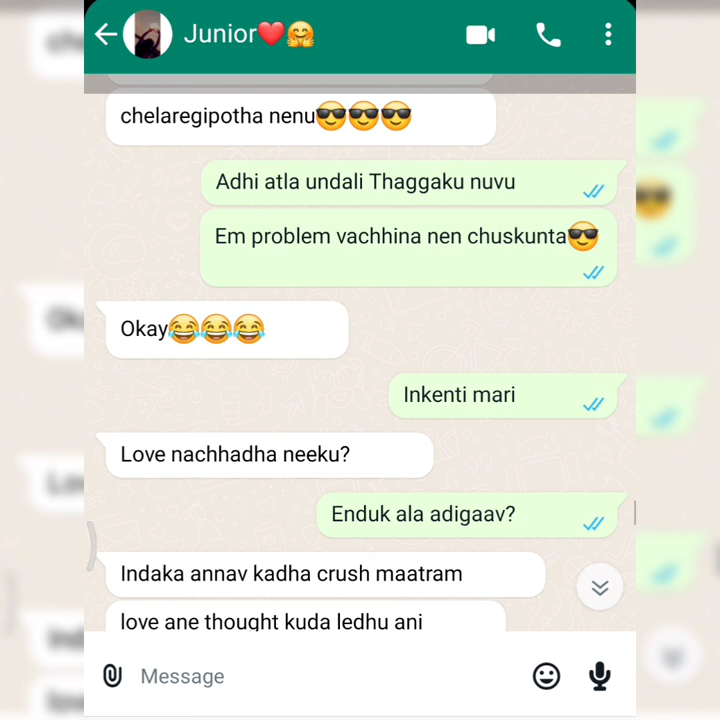 Junior❤️🤗
chelaregipotha nenu😎😎😎
Adhi atla undali Thaggaku nuvu
Em problem vachhina nen chuskunta😎
Okay😂😂😂
Inkenti mari
Love nachhadha neeku?
Enduk ala adigaav?
Indaka annav kadha crush maatram
love ane thought kuda ledhu ani
Message